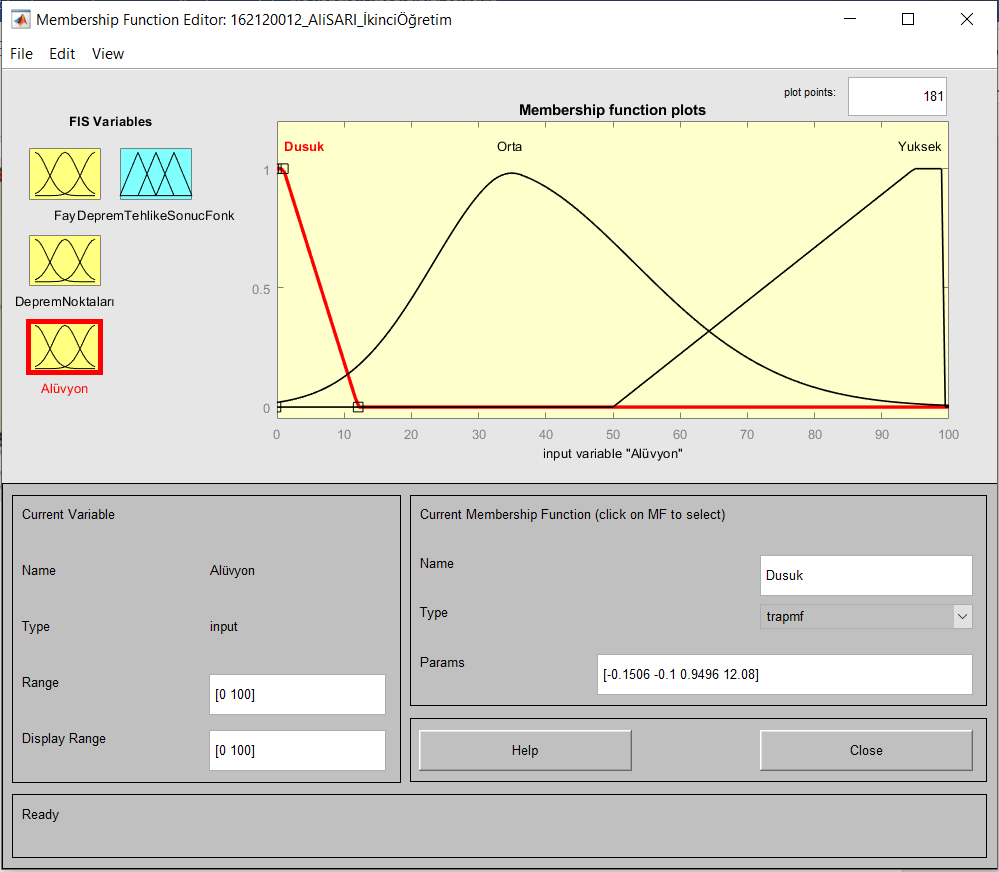 Membership Function Editor: 162120012_AliSARI_İkinciÖğretim
File Edit View
plot points: 181
FIS Variables
Membership function plots
Dusuk Orta Yuksek
FayDepremTehlikeSonucFonk
DepremNoktaları
Alüvyon
1
0.5
0
0 10 20 30 40 50 60 70 80 90 100
input variable "Alüvyon"
Current Variable
Name Alüvyon
Type input
Range [0 100]
Display Range [0 100]
Current Membership Function (click on MF to select)
Name Dusuk
Type trapmf
Params [-0.1506 -0.1 0.9496 12.08]
Help Close
Ready